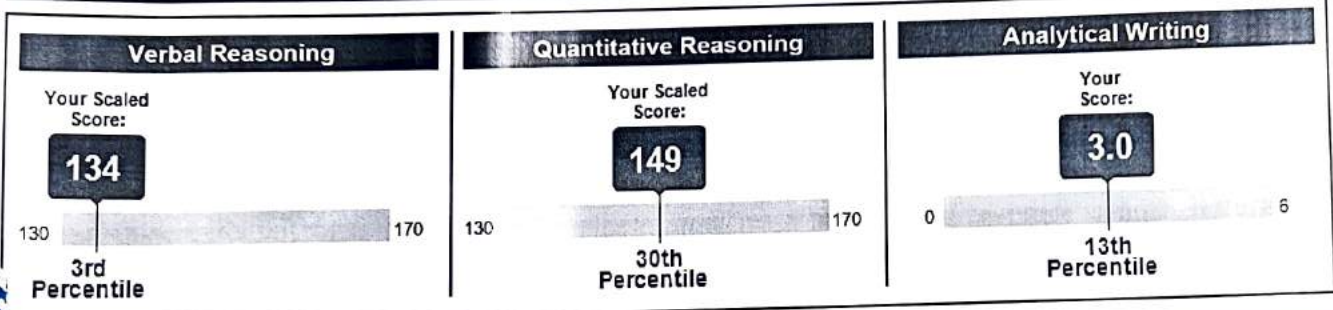 Verbal Reasoning
Your Scaled
Score:
134
130
170
3rd
Percentile
Quantitative Reasoning
Your Scaled
Score:
149
130
170
30th
Percentile
Analytical Writing
Your
Score:
3.0
0
6
13th
Percentile